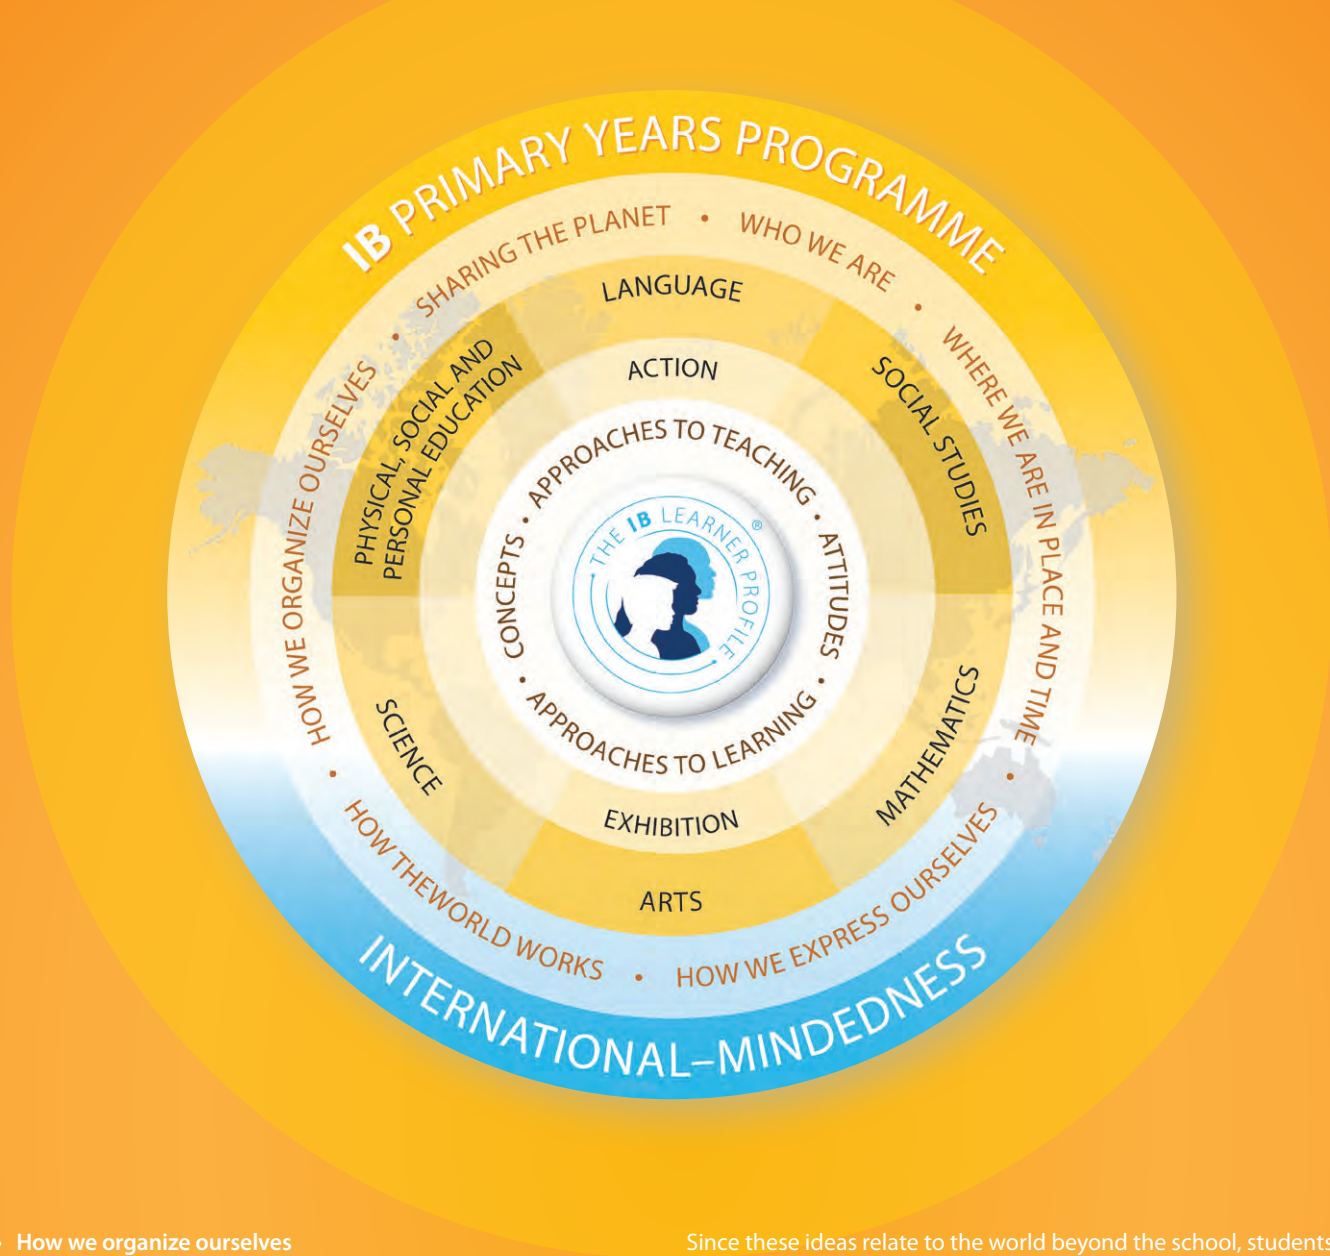 IB PRIMARY YEARS PROGRAMME
SHARING THE PLANET • WHO WE ARE • WHERE WE ARE IN PLACE AND TIME • HOW WE EXPRESS OURSELVES • HOW THEWORLD WORKS • HOW WE ORGANIZE OURSELVES •
LANGUAGE
SOCIAL STUDIES
MATHEMATICS
ARTS
SCIENCE
PHYSICAL, SOCIAL AND
PERSONAL EDUCATION
ACTION
EXHIBITION
APPROACHES TO TEACHING • ATTITUDES • APPROACHES TO LEARNING • CONCEPTS •
• THE IB LEARNER PROFILE •
®
INTERNATIONAL–MINDEDNESS
• How we organize ourselves
Since these ideas relate to the world beyond the school, students